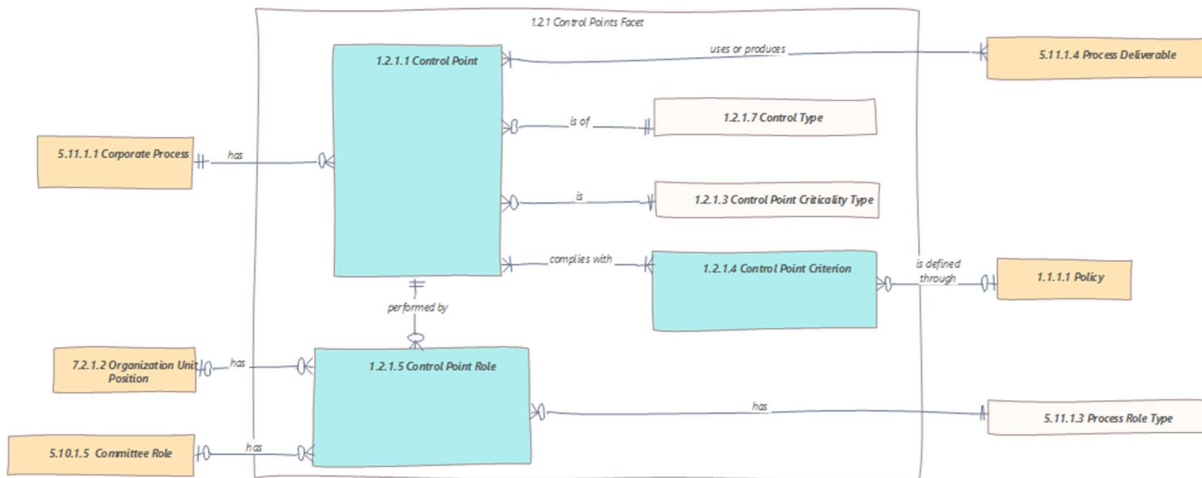 1.2.1 Control Points Facet
1.2.1.1 Control Point
uses or produces
5.11.1.4 Process Deliverable
is of
1.2.1.7 Control Type
5.11.1.1 Corporate Process
has
is
1.2.1.3 Control Point Criticality Type
complies with
1.2.1.4 Control Point Criterion
is defined
through
1.1.1.1 Policy
performed by
7.2.1.2 Organization Unit
Position
has
1.2.1.5 Control Point Role
has
5.11.1.3 Process Role Type
5.10.1.5 Committee Role
has